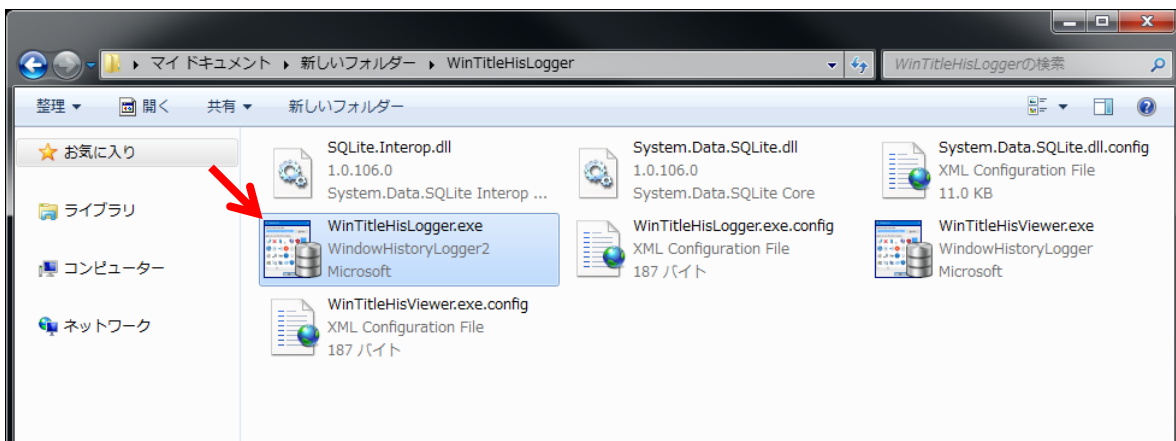 マイ ドキュメント ▸ 新しいフォルダー ▸ WinTitleHisLogger
WinTitleHisLoggerの検索
整理 ▼ 開く 共有 ▼ 新しいフォルダー
お気に入り
ライブラリ
コンピューター
ネットワーク
SQLite.Interop.dll
1.0.106.0
System.Data.SQLite Interop ...
System.Data.SQLite.dll
1.0.106.0
System.Data.SQLite Core
System.Data.SQLite.dll.config
XML Configuration File
11.0 KB
WinTitleHisLogger.exe
WindowHistoryLogger2
Microsoft
WinTitleHisLogger.exe.config
XML Configuration File
187 バイト
WinTitleHisViewer.exe
WindowHistoryLogger
Microsoft
WinTitleHisViewer.exe.config
XML Configuration File
187 バイト